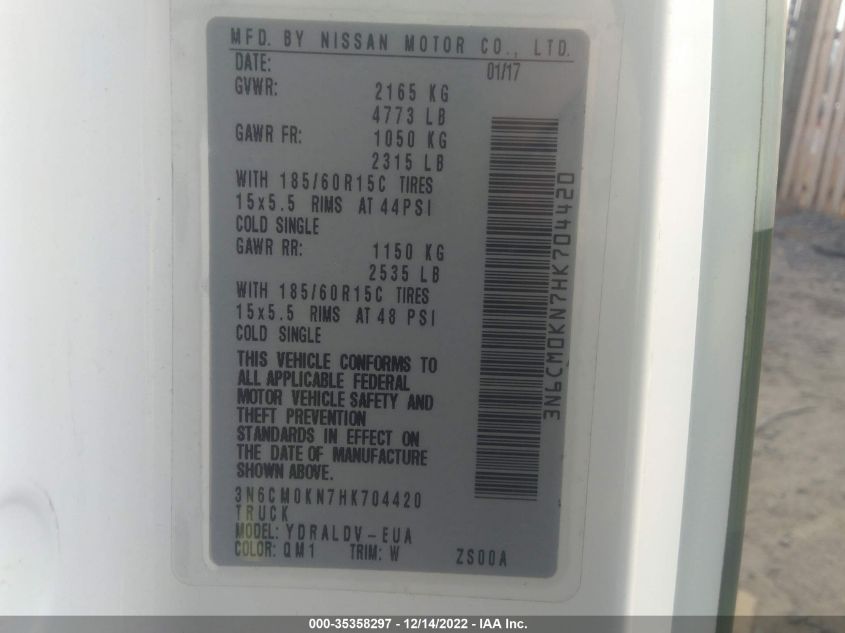 MFD. BY NISSAN MOTOR CO., LTD.
DATE: 01/17
GVWR: 2165 KG
4773 LB
GAWR FR: 1050 KG
2315 LB
WITH 185/60R15C TIRES
15x5.5 RIMS AT 44PSI
COLD SINGLE
GAWR RR: 1150 KG
2535 LB
WITH 185/60R15C TIRES
15x5.5 RIMS AT 48 PSI
COLD SINGLE
THIS VEHICLE CONFORMS TO
ALL APPLICABLE FEDERAL
MOTOR VEHICLE SAFETY AND
THEFT PREVENTION
STANDARDS IN EFFECT ON
THE DATE OF MANUFACTURE
SHOWN ABOVE.
3N6CM0KN7HK704420
TRUCK
MODEL: YDRALDV-EUA
COLOR: QM1 TRIM: W ZS00A
3N6CM0KN7HK704420
000-35358297 - 12/14/2022 - IAA Inc.